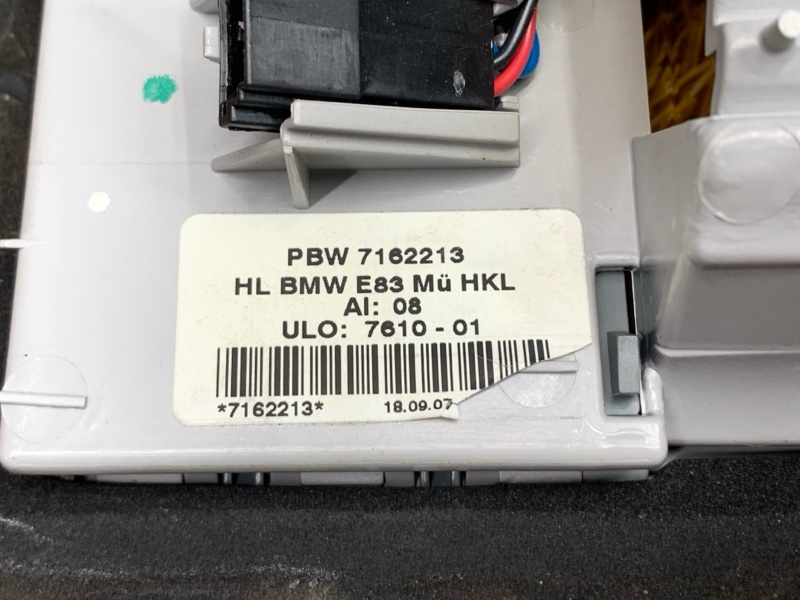 PBW 7162213
HL BMW E83 Mü HKL
AI: 08
ULO: 7610 - 01
*7162213*
18.09.07